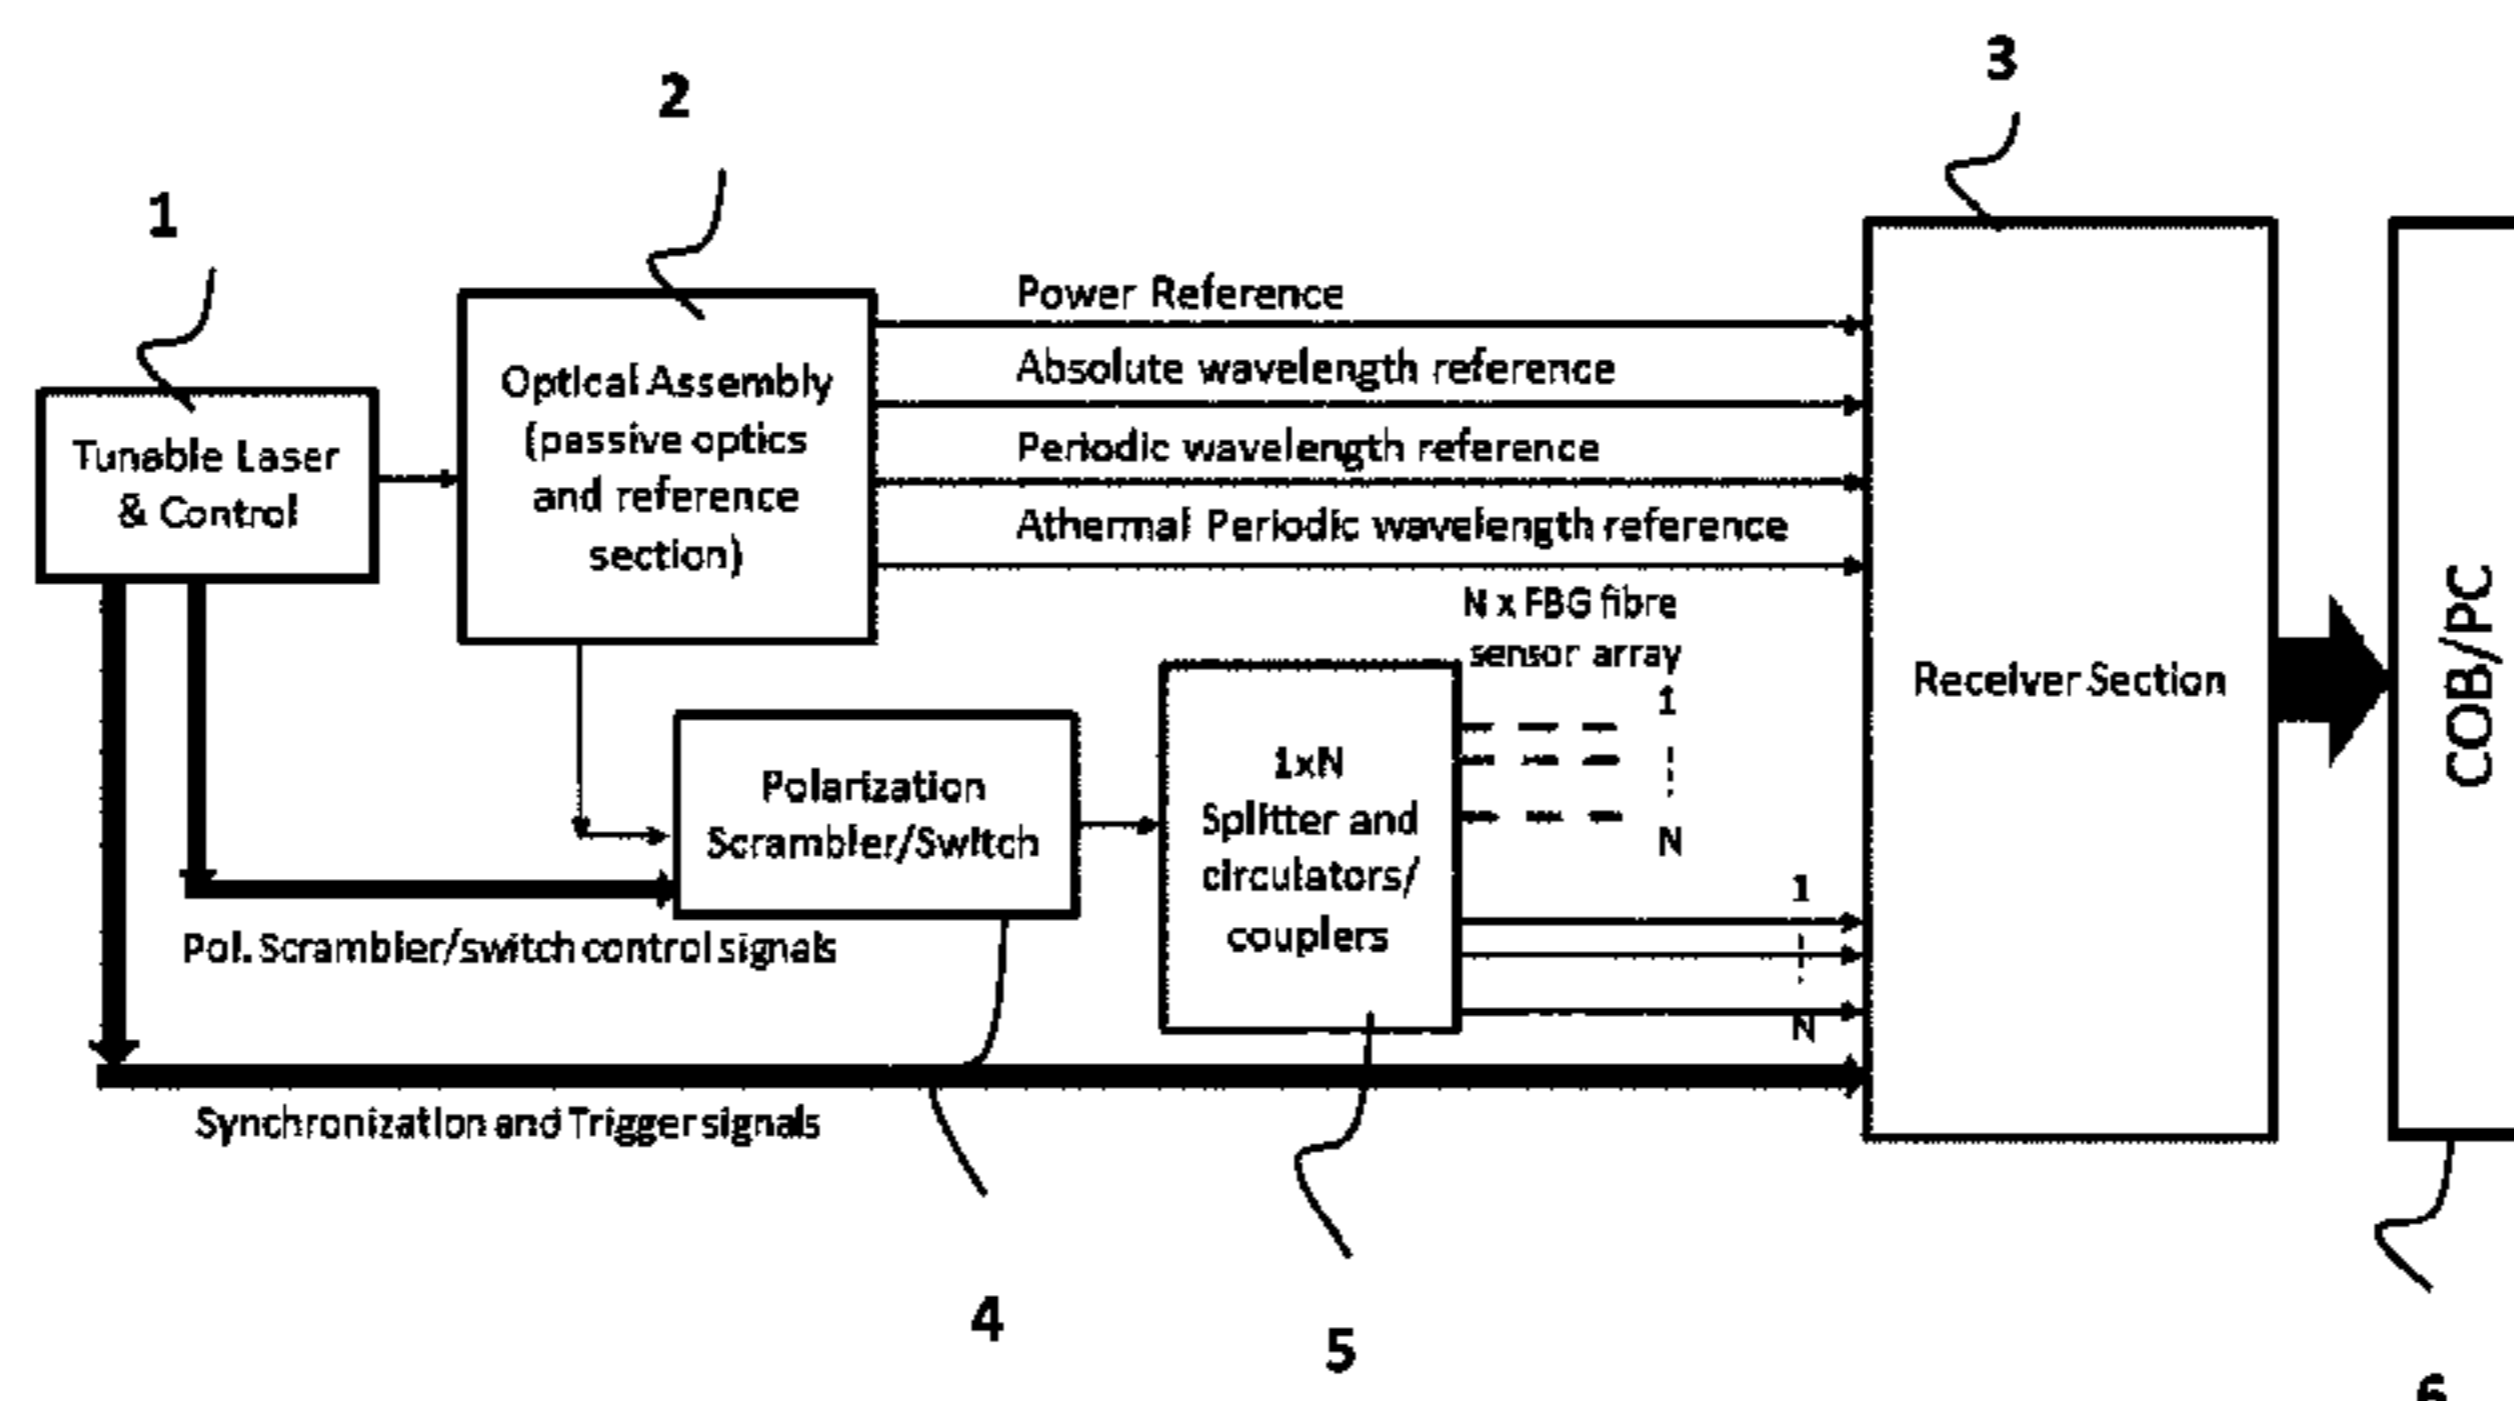 3
2
1
Power Reference
Absolute wavelength reference
Optical Assembly
(passive optics
and reference
section)
Periodic wavelength reference
Tunable Laser
& Control
Athermal Periodic wavelength reference
N x FBG fibre
sensor array
1
N
Receiver Section
COB//PC
Polarization
Scrambler/Switch
1xN
Splitter and
circulators/
couplers
1
N
Pol. Scrambler/switch control signals
Synchronization and Trigger signals
4
5
6